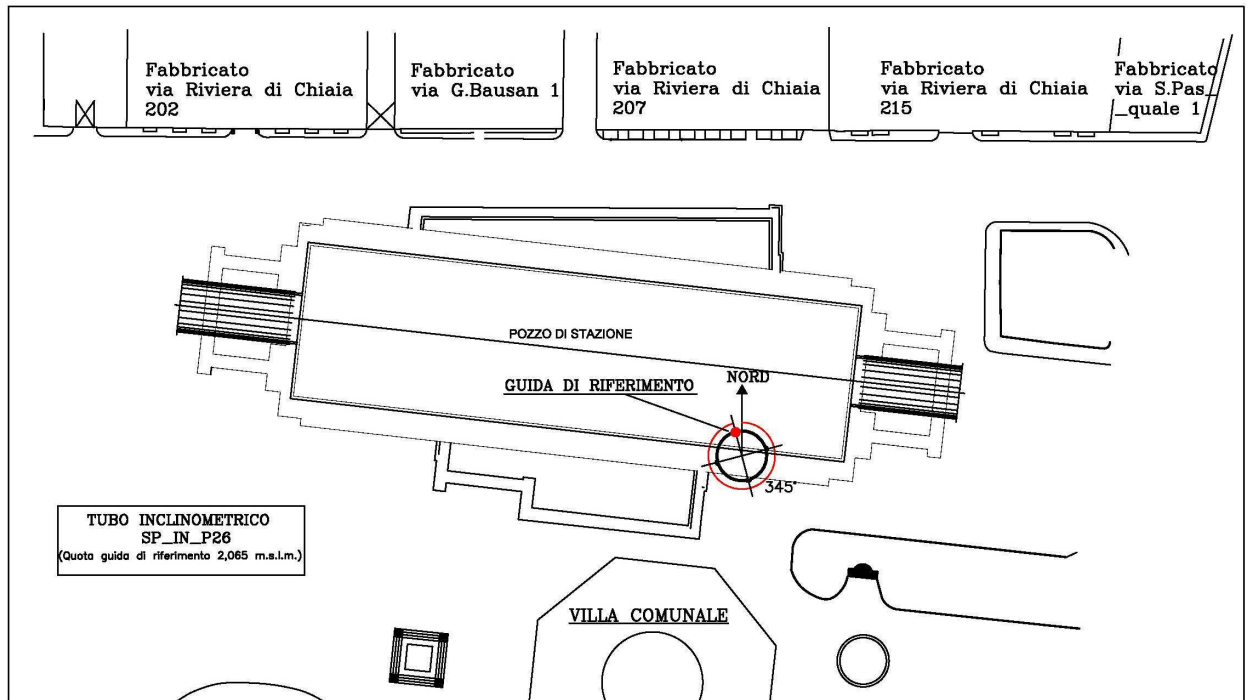 Fabbricato
via Riviera di Chiaia
202
Fabbricato
via G.Bausan 1
Fabbricato
via Riviera di Chiaia
207
Fabbricato
via Riviera di Chiaia
215
Fabbricato
via S.Pas_
_quale 1
POZZO DI STAZIONE
GUIDA DI RIFERIMENTO
NORD
345°
TUBO INCLINOMETRICO
SP_IN_P26
(Quota guida di riferimento 2,065 m.s.l.m.)
VILLA COMUNALE